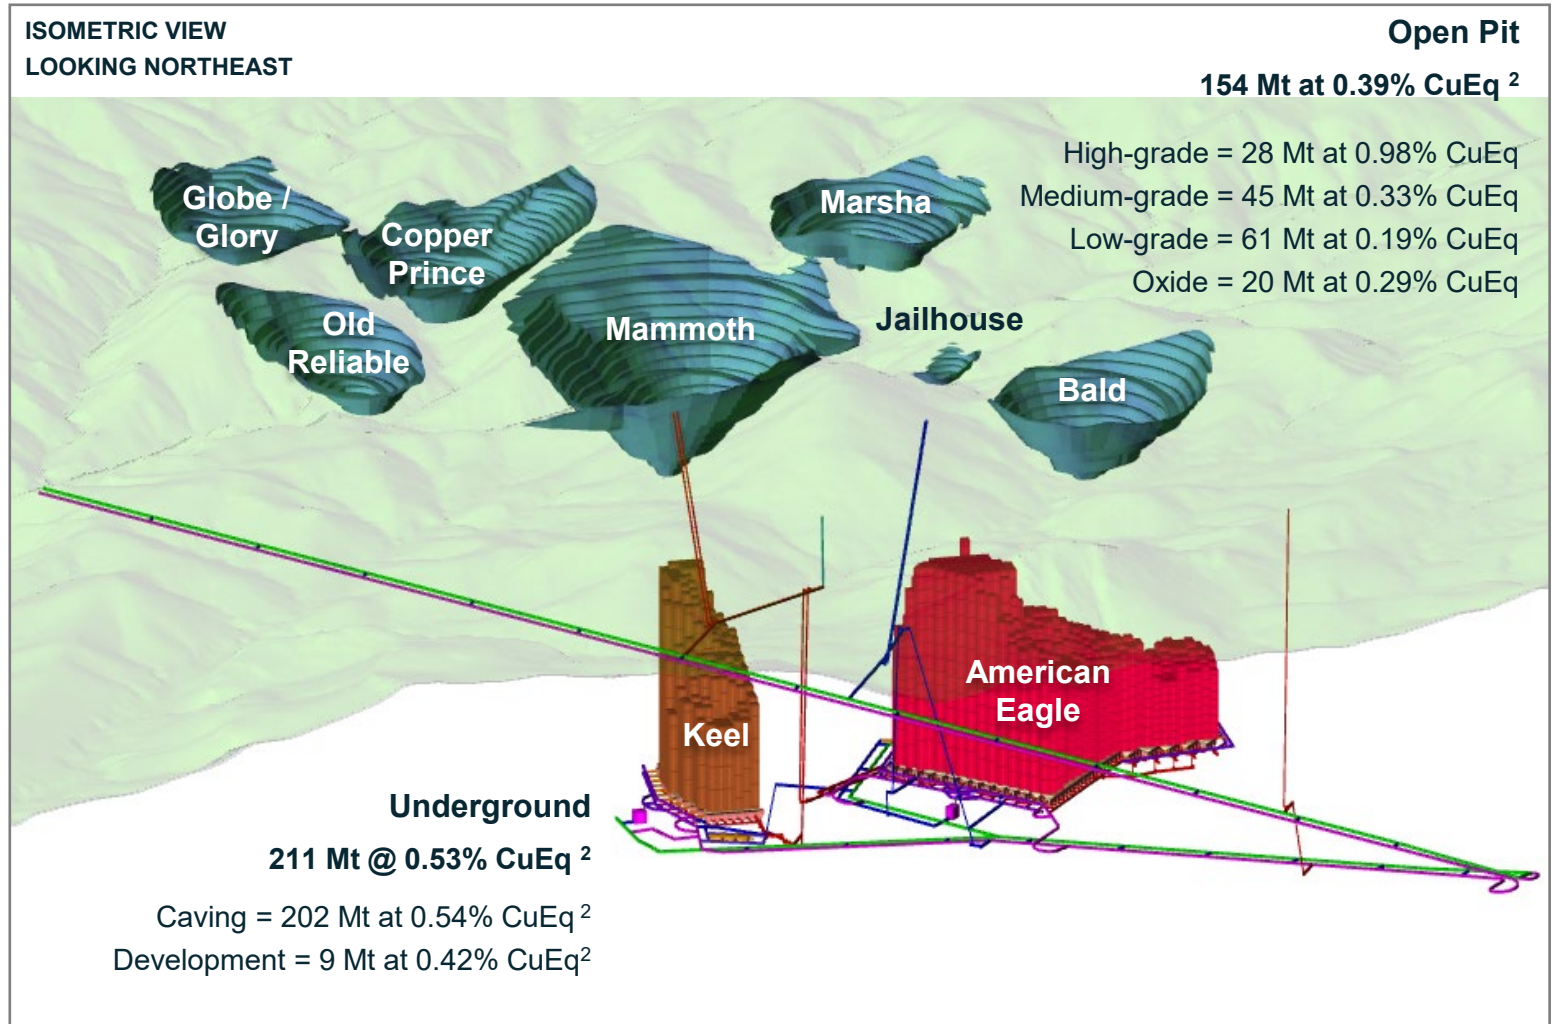 ISOMETRIC VIEW
LOOKING NORTHEAST
Open Pit
154 Mt at 0.39% CuEq ²
High-grade = 28 Mt at 0.98% CuEq
Medium-grade = 45 Mt at 0.33% CuEq
Low-grade = 61 Mt at 0.19% CuEq
Oxide = 20 Mt at 0.29% CuEq
Globe /
Glory
Copper
Prince
Marsha
Old
Reliable
Mammoth
Jailhouse
Bald
American
Eagle
Keel
Underground
211 Mt @ 0.53% CuEq ²
Caving = 202 Mt at 0.54% CuEq ²
Development = 9 Mt at 0.42% CuEq²